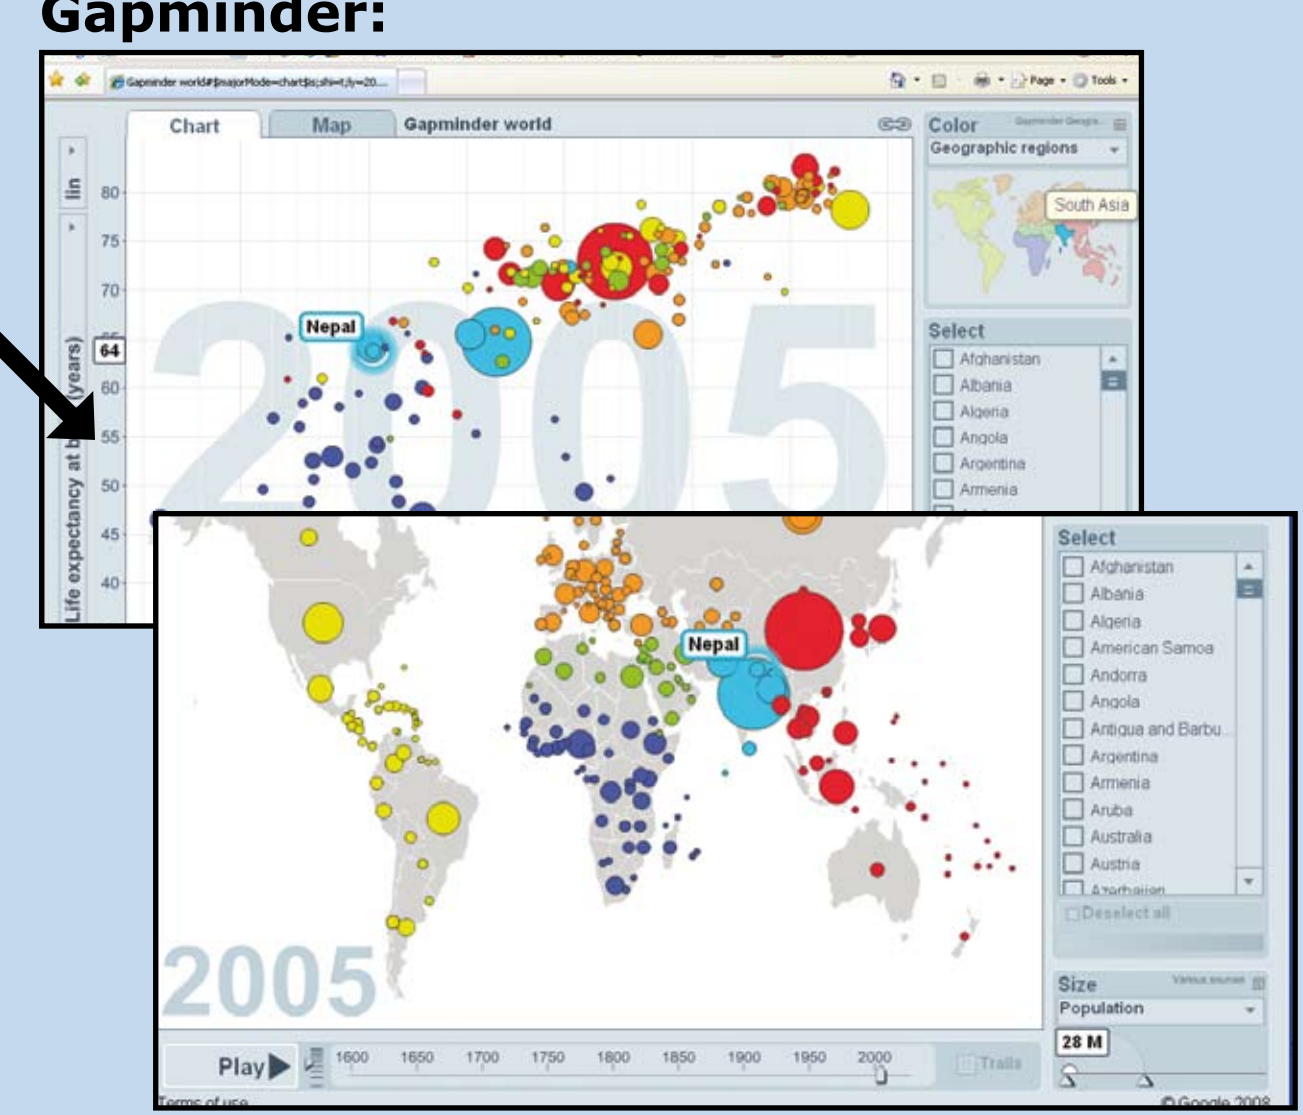 Gapminder:
Gapminder world#$majorMode=chart$is;shi=t;ly=20....
Page
Tools
Chart
Map
Gapminder world
Color
Geographic regions
South Asia
lin
Life expectancy at b (years)
80
75
70
64
60
55
50
45
40
2005
Nepal
Select
Afghanistan
Albania
Algeria
Angola
Argentina
Armenia
Nepal
2005
Select
Afghanistan
Albania
Algeria
American Samoa
Andorra
Angola
Antigua and Barbu...
Argentina
Armenia
Aruba
Australia
Austria
Azerbaijan
Deselect all
Size
Various sources
Population
28 M
Play
1600 1650 1700 1750 1800 1850 1900 1950 2000
Trails
Terms of use
© Google 2008